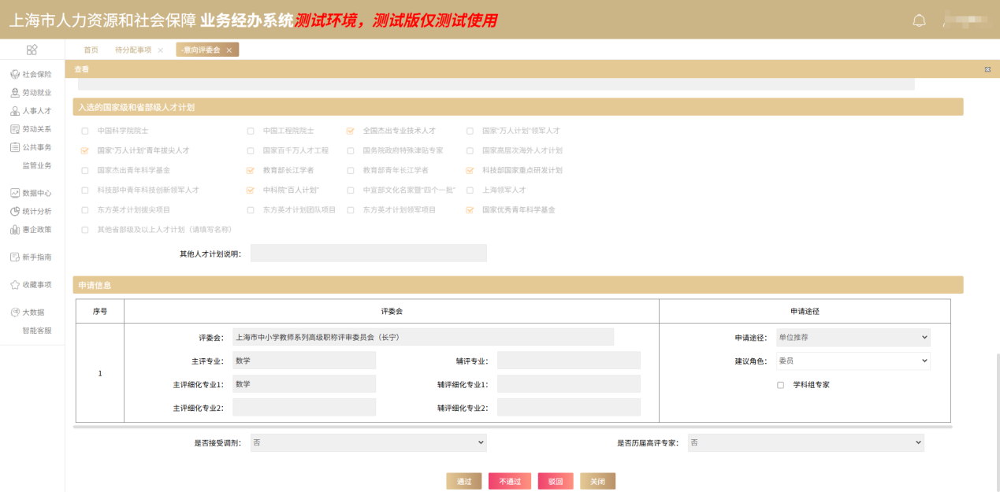 上海市人力资源和社会保障 业务经办系统测试环境，测试版仅测试使用
首页 待分配事项 -意向评委会
查看
社会保险
劳动就业
人事人才
劳动关系
公共事务
监管业务
数据中心
统计分析
惠企政策
新手指南
收藏事项
大数据
智能客服
入选的国家级和省部级人才计划
中国科学院院士 中国工程院院士 全国杰出专业技术人才 国家"万人计划"领军人才
国家"万人计划"青年拔尖人才 国家百千万人才工程 国务院政府特殊津贴专家 国家高层次海外人才计划
国家杰出青年科学基金 教育部长江学者 教育部青年长江学者 科技部国家重点研发计划
科技部中青年科技创新领军人才 中科院"百人计划" 中宣部文化名家暨"四个一批" 上海领军人才
东方英才计划拔尖项目 东方英才计划团队项目 东方英才计划领军项目 国家优秀青年科学基金
其他省部级及以上人才计划（请填写名称）
其他人才计划说明：
申请信息
序号 评委会 申请途径
1
评委会： 上海市中小学教师系列高级职称评审委员会（长宁） 申请途径： 单位推荐
主评专业： 数学 辅评专业： 建议角色： 委员
主评细化专业1： 数学 辅评细化专业1： 学科组专家
主评细化专业2： 辅评细化专业2：
是否接受调剂： 否 是否历届高评专家： 否
通过 不通过 驳回 关闭